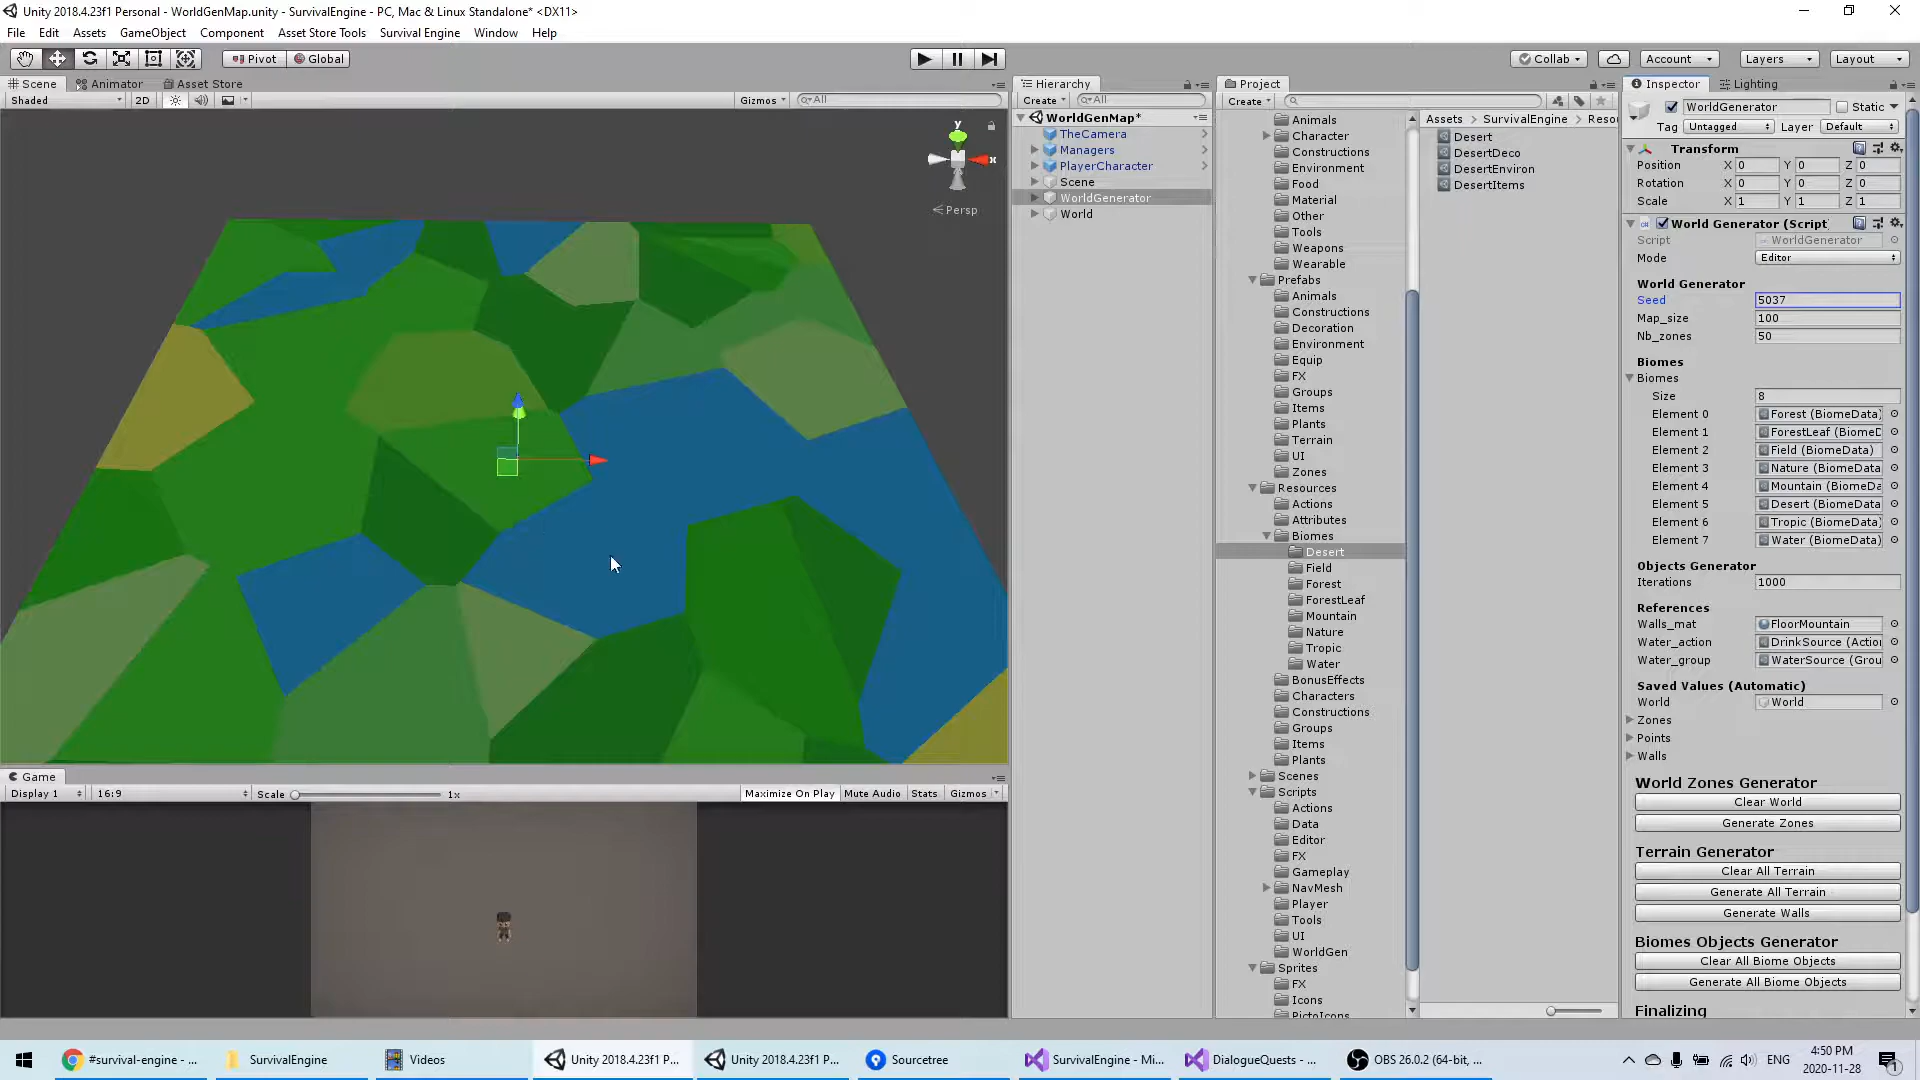 Unity 2018.4.23f1 Personal - WorldGenMap.unity - SurvivalEngine - PC, Mac & Linux Standalone* <DX11>
File Edit Assets GameObject Component Asset Store Tools Survival Engine Window Help
Pivot Global Collab Account Layers Layout
Scene Animator Asset Store
Shaded 2D Gizmos All
y
x
Persp
Game
Display 1 16:9 Scale 1x Maximize On Play Mute Audio Stats Gizmos
Hierarchy
Create All
WorldGenMap*
TheCamera
Managers
PlayerCharacter
Scene
WorldGenerator
World
Project
Create
Animals
Character
Constructions
Environment
Food
Material
Other
Tools
Weapons
Wearable
Prefabs
Animals
Constructions
Decoration
Environment
Equip
FX
Groups
Items
Plants
Terrain
UI
Zones
Resources
Actions
Attributes
Biomes
Desert
Field
Forest
ForestLeaf
Mountain
Nature
Tropic
Water
BonusEffects
Characters
Constructions
Groups
Items
Plants
Scenes
Scripts
Actions
Data
Editor
FX
Gameplay
NavMesh
Player
Tools
UI
WorldGen
Sprites
FX
Icons
PictoIcons
Assets > SurvivalEngine > Reso
Desert
DesertDeco
DesertEnviron
DesertItems
Inspector Lighting
WorldGenerator Static
Tag Untagged Layer Default
Transform
Position X 0 Y 0 Z 0
Rotation X 0 Y 0 Z 0
Scale X 1 Y 1 Z 1
World Generator (Script)
Script WorldGenerator
Mode Editor
World Generator
Seed 5037
Map_size 100
Nb_zones 50
Biomes
Biomes
Size 8
Element 0 Forest (BiomeData)
Element 1 ForestLeaf (BiomeD
Element 2 Field (BiomeData)
Element 3 Nature (BiomeData
Element 4 Mountain (BiomeDa
Element 5 Desert (BiomeData)
Element 6 Tropic (BiomeData)
Element 7 Water (BiomeData)
Objects Generator
Iterations 1000
References
Walls_mat FloorMountain
Water_action DrinkSource (Action
Water_group WaterSource (Grou
Saved Values (Automatic)
World World
Zones
Points
Walls
World Zones Generator
Clear World
Generate Zones
Terrain Generator
Clear All Terrain
Generate All Terrain
Generate Walls
Biomes Objects Generator
Clear All Biome Objects
Generate All Biome Objects
Finalizing
#survival-engine - ... SurvivalEngine Videos Unity 2018.4.23f1 P... Unity 2018.4.23f1 P... Sourcetree SurvivalEngine - Mi... DialogueQuests - ... OBS 26.0.2 (64-bit, ... ENG 4:50 PM
2020-11-28 1